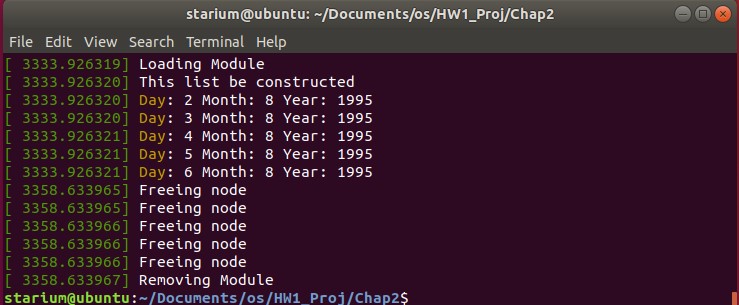 starium@ubuntu: ~/Documents/os/HW1_Proj/Chap2
File Edit View Search Terminal Help
[ 3333.926319] Loading Module
[ 3333.926320] This list be constructed
[ 3333.926320] Day: 2 Month: 8 Year: 1995
[ 3333.926320] Day: 3 Month: 8 Year: 1995
[ 3333.926321] Day: 4 Month: 8 Year: 1995
[ 3333.926321] Day: 5 Month: 8 Year: 1995
[ 3333.926321] Day: 6 Month: 8 Year: 1995
[ 3358.633965] Freeing node
[ 3358.633965] Freeing node
[ 3358.633966] Freeing node
[ 3358.633966] Freeing node
[ 3358.633966] Freeing node
[ 3358.633967] Removing Module
starium@ubuntu:~/Documents/os/HW1_Proj/Chap2$